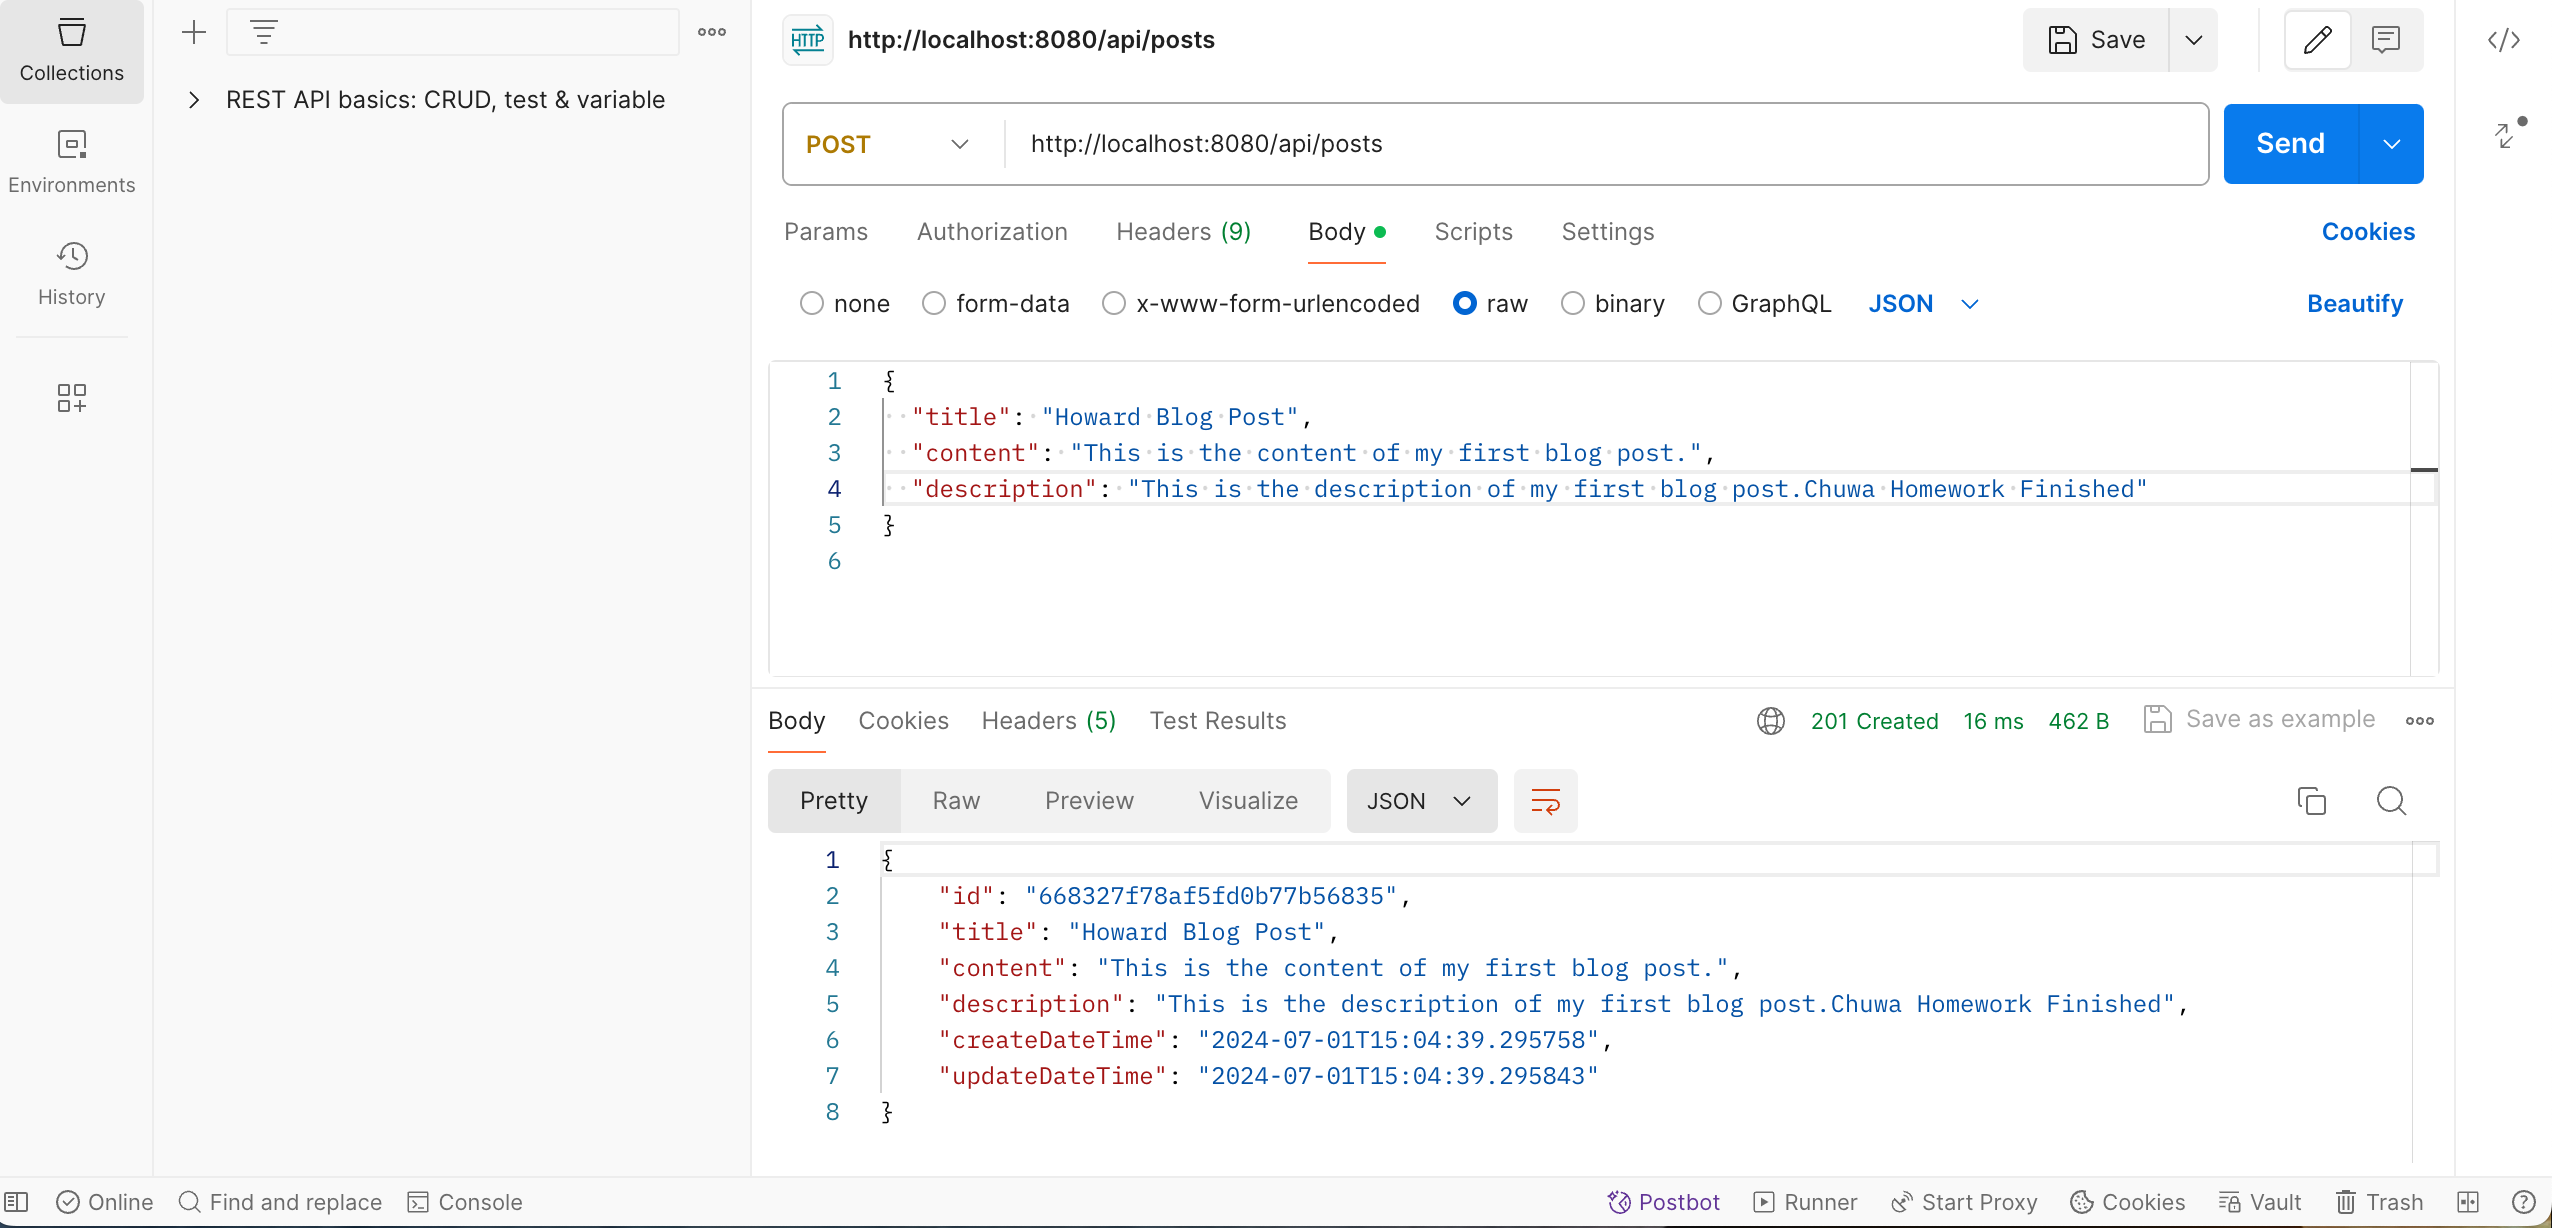 Collections
Environments
History
REST API basics: CRUD, test & variable
HTTP http://localhost:8080/api/posts
Save
POST http://localhost:8080/api/posts
Send
Params Authorization Headers (9) Body Scripts Settings Cookies
none form-data x-www-form-urlencoded raw binary GraphQL JSON Beautify
1 {
2 "title": "Howard Blog Post",
3 "content": "This is the content of my first blog post.",
4 "description": "This is the description of my first blog post.Chuwa Homework Finished"
5 }
6
Body Cookies Headers (5) Test Results 201 Created 16 ms 462 B Save as example
Pretty Raw Preview Visualize JSON
1 {
2 "id": "668327f78af5fd0b77b56835",
3 "title": "Howard Blog Post",
4 "content": "This is the content of my first blog post.",
5 "description": "This is the description of my first blog post.Chuwa Homework Finished",
6 "createDateTime": "2024-07-01T15:04:39.295758",
7 "updateDateTime": "2024-07-01T15:04:39.295843"
8 }
Online Find and replace Console Postbot Runner Start Proxy Cookies Vault Trash